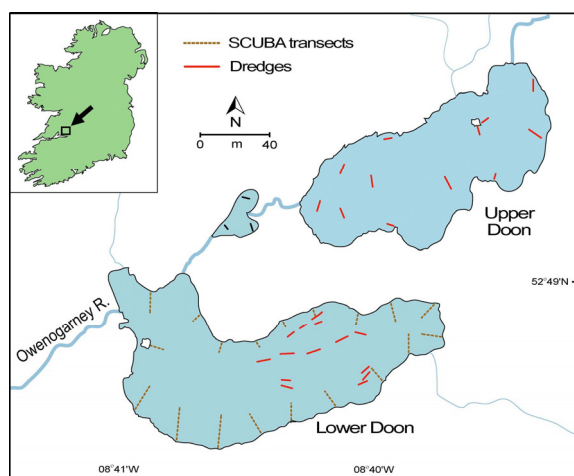 SCUBA transects
Dredges
N
0 40
m
Upper
Doon
52°49'N
Owenogarney R.
Lower Doon
08°41'W
08°40'W